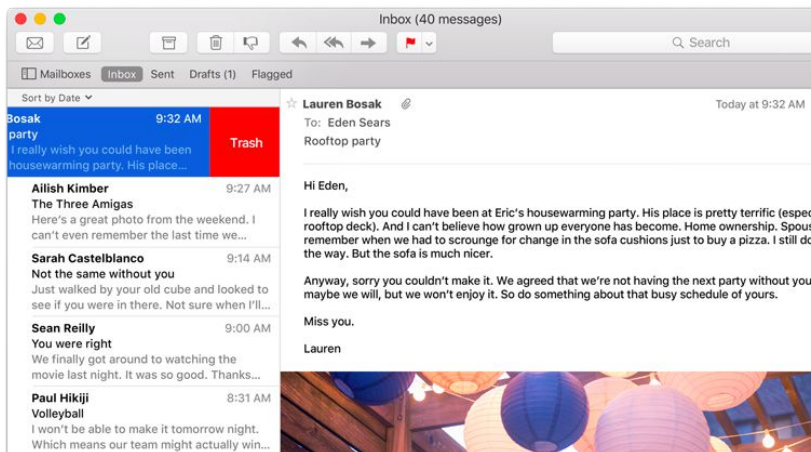 Inbox (40 messages)
Search
Mailboxes Inbox Sent Drafts (1) Flagged
Sort by Date
Bosak 9:32 AM
party
I really wish you could have been
housewarming party. His place...
Trash
Ailish Kimber 9:27 AM
The Three Amigas
Here's a great photo from the weekend. I
can't even remember the last time we...
Sarah Castelblanco 9:14 AM
Not the same without you
Just walked by your old cube and looked to
see if you were in there. Not sure when I'll...
Sean Reilly 9:00 AM
You were right
We finally got around to watching the
movie last night. It was so good. Thanks...
Paul Hikiji 8:31 AM
Volleyball
I won't be able to make it tomorrow night.
Which means our team might actually win...
Lauren Bosak Today at 9:32 AM
To: Eden Sears
Rooftop party
Hi Eden,
I really wish you could have been at Eric's housewarming party. His place is pretty terrific (espec
rooftop deck). And I can't believe how grown up everyone has become. Home ownership. Spous
remember when we had to scrounge for change in the sofa cushions just to buy a pizza. I still do
the way. But the sofa is much nicer.
Anyway, sorry you couldn't make it. We agreed that we're not having the next party without you
maybe we will, but we won't enjoy it. So do something about that busy schedule of yours.
Miss you.
Lauren